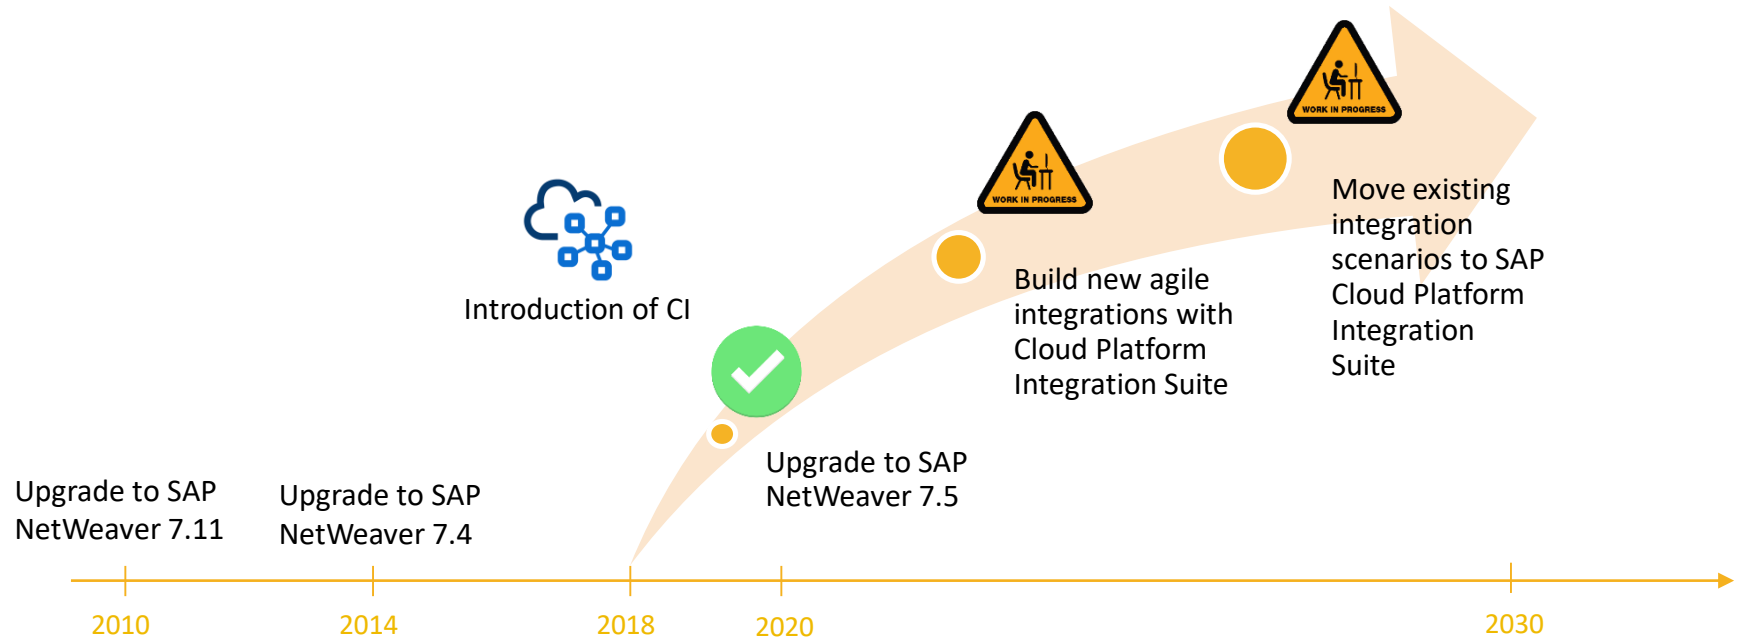 WORK IN PROGRESS
WORK IN PROGRESS
Move existing
integration
scenarios to SAP
Cloud Platform
Integration
Suite
Build new agile
integrations with
Cloud Platform
Integration Suite
Introduction of CI
Upgrade to SAP
NetWeaver 7.5
Upgrade to SAP
NetWeaver 7.11
Upgrade to SAP
NetWeaver 7.4
2010
2014
2018
2020
2030